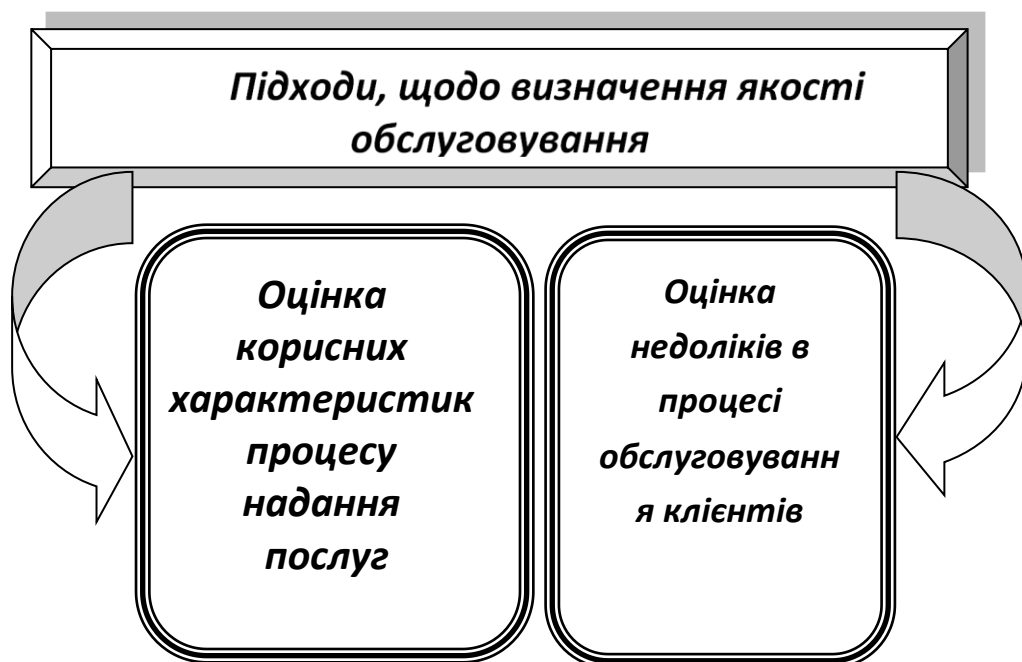 Підходи, щодо визначення якості
обслуговування
Оцінка
корисних
характеристик
процесу
надання
послуг
Оцінка
недоліків в
процесі
обслуговуванн
я клієнтів